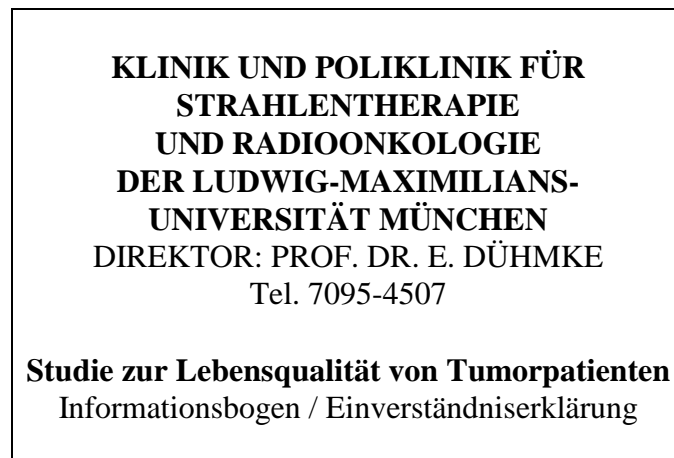 KLINIK UND POLIKLINIK FÜR
STRAHLENTHERAPIE
UND RADIOONKOLOGIE
DER LUDWIG-MAXIMILIANS-
UNIVERSITÄT MÜNCHEN
DIREKTOR: PROF. DR. E. DÜHMKE
Tel. 7095-4507
Studie zur Lebensqualität von Tumorpatienten
Informationsbogen / Einverständniserklärung